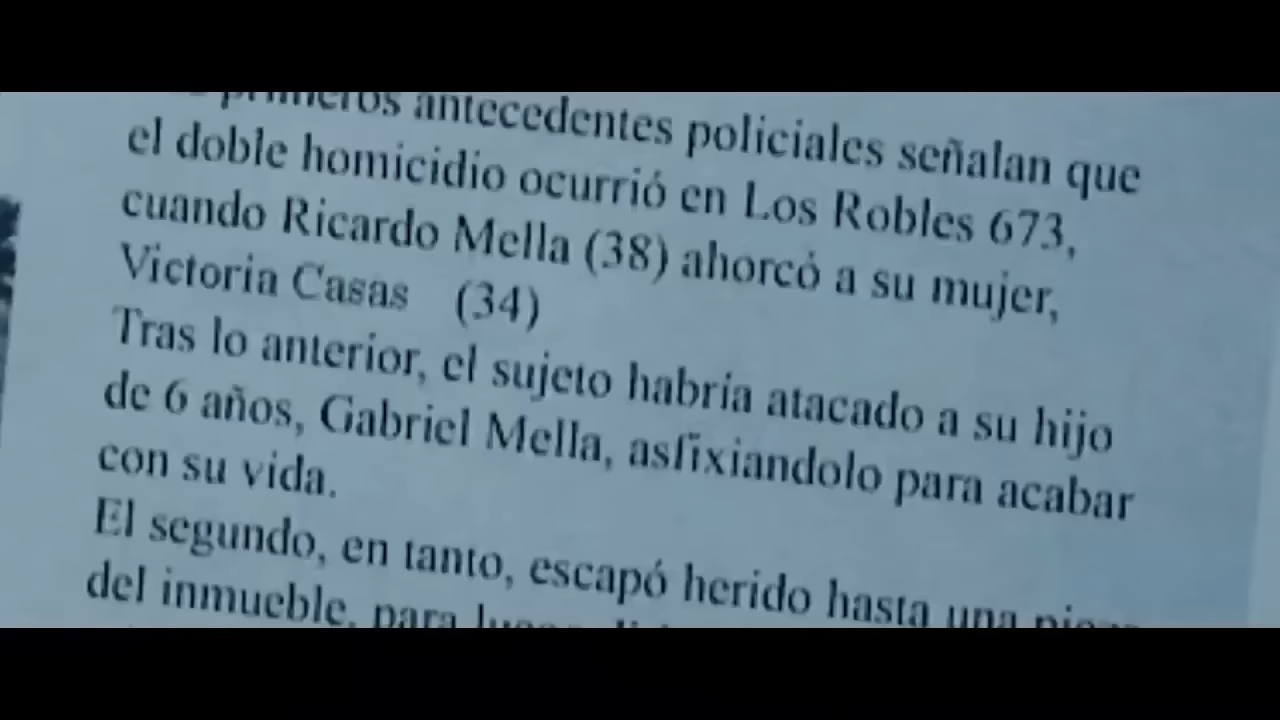 primeros antecedentes policiales señalan que
el doble homicidio ocurrió en Los Robles 673,
cuando Ricardo Mella (38) ahorcó a su mujer,
Victoria Casas (34)
Tras lo anterior, el sujeto habría atacado a su hijo
de 6 años, Gabriel Mella, asfixiandolo para acabar
con su vida.
El segundo, en tanto, escapó herido hasta una
del inmueble, para